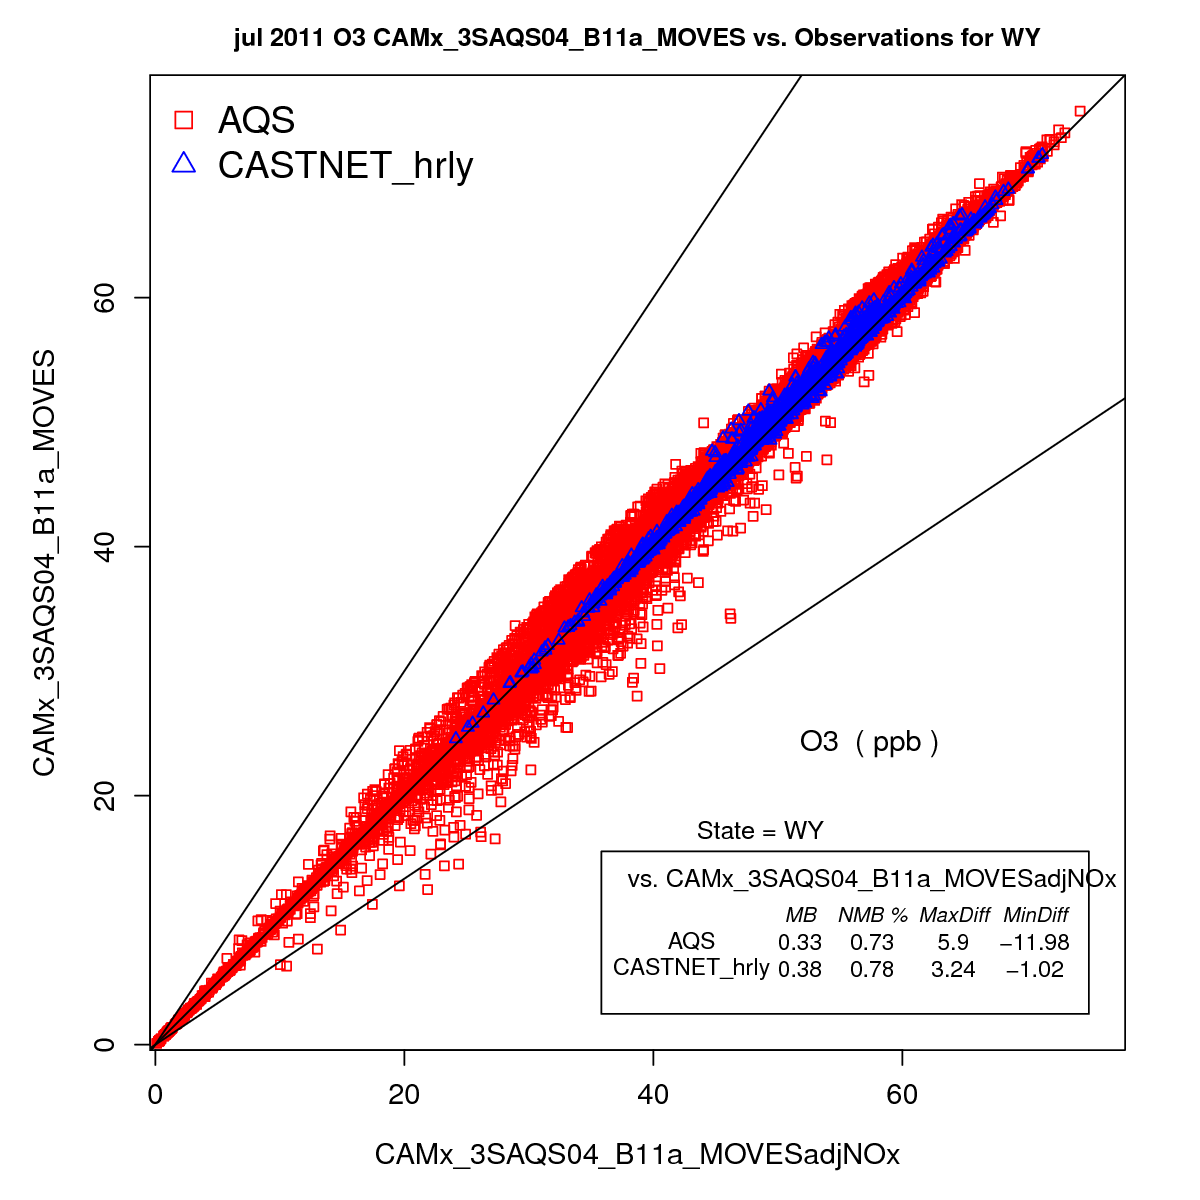 jul 2011 O3 CAMx_3SAQS04_B11a_MOVES vs. Observations for WY
AQS
CASTNET_hrly
CAMx_3SAQS04_B11a_MOVES
60
40
20
0
O3 ( ppb )
State = WY
vs. CAMx_3SAQS04_B11a_MOVESadjNOx
MB NMB % MaxDiff MinDiff
AQS 0.33 0.73 5.9 −11.98
CASTNET_hrly 0.38 0.78 3.24 −1.02
0 20 40 60
CAMx_3SAQS04_B11a_MOVESadjNOx